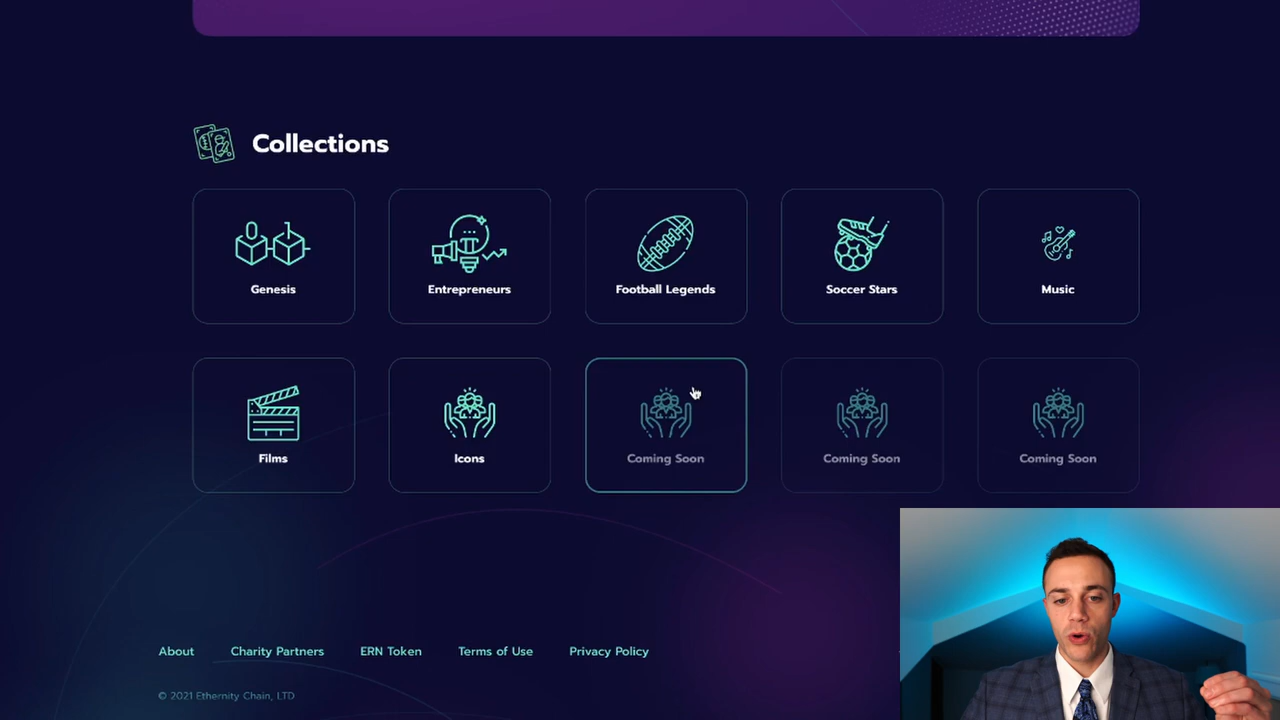 Collections
Genesis
Entrepreneurs
Football Legends
Soccer Stars
Music
Films
Icons
Coming Soon
Coming Soon
Coming Soon
About
Charity Partners
ERN Token
Terms of Use
Privacy Policy
© 2021 Ethernity Chain, LTD